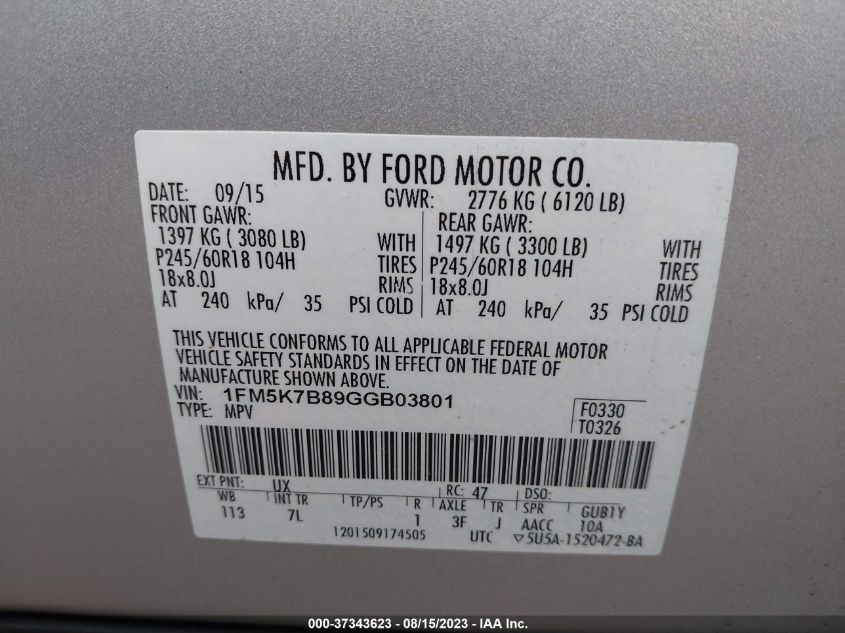 MFD. BY FORD MOTOR CO.
DATE: 09/15 GVWR: 2776 KG ( 6120 LB)
FRONT GAWR: REAR GAWR:
1397 KG ( 3080 LB) WITH 1497 KG ( 3300 LB) WITH
P245/60R18 104H TIRES P245/60R18 104H TIRES
18x8.0J RIMS 18x8.0J RIMS
AT 240 kPa/ 35 PSI COLD AT 240 kPa/ 35 PSI COLD
THIS VEHICLE CONFORMS TO ALL APPLICABLE FEDERAL MOTOR
VEHICLE SAFETY STANDARDS IN EFFECT ON THE DATE OF
MANUFACTURE SHOWN ABOVE.
VIN: 1FM5K7B89GGB03801
TYPE: MPV
F0330
T0326
EXT PNT: UX RC: 47 DSO:
WB INT TR TP/PS R AXLE TR SPR GUB1Y
113 7L 1 3F J AACC 10A
1201509174505 UTC ▽5U5A-1520472-BA
000-37343623 - 08/15/2023 - IAA Inc.